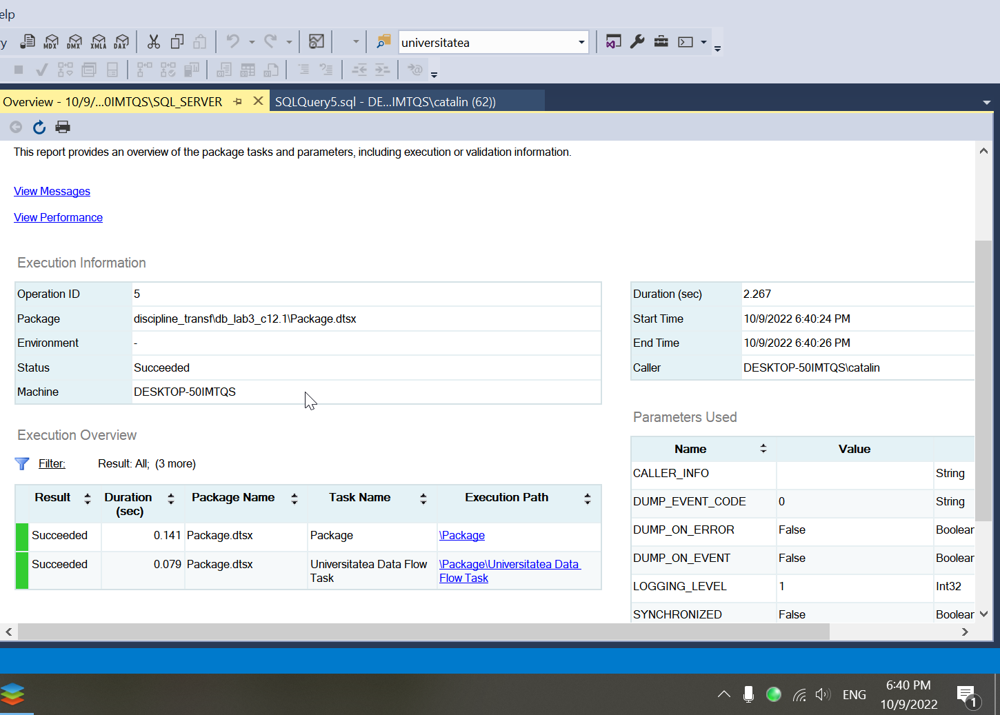 elp
y
MDX DMX XMLA DAX
universitatea
Overview - 10/9/...0IMTQS\SQL_SERVER
SQLQuery5.sql - DE...IMTQS\catalin (62))
This report provides an overview of the package tasks and parameters, including execution or validation information.
View Messages
View Performance
Execution Information
Operation ID 5
Package discipline_transf\db_lab3_c12.1\Package.dtsx
Environment -
Status Succeeded
Machine DESKTOP-50IMTQS
Duration (sec) 2.267
Start Time 10/9/2022 6:40:24 PM
End Time 10/9/2022 6:40:26 PM
Caller DESKTOP-50IMTQS\catalin
Execution Overview
Filter: Result: All; (3 more)
Result Duration (sec) Package Name Task Name Execution Path
Succeeded 0.141 Package.dtsx Package \Package
Succeeded 0.079 Package.dtsx Universitatea Data Flow Task \Package\Universitatea Data Flow Task
Parameters Used
Name Value
CALLER_INFO String
DUMP_EVENT_CODE 0 String
DUMP_ON_ERROR False Boolean
DUMP_ON_EVENT False Boolean
LOGGING_LEVEL 1 Int32
SYNCHRONIZED False Boolean
ENG
6:40 PM
10/9/2022
1